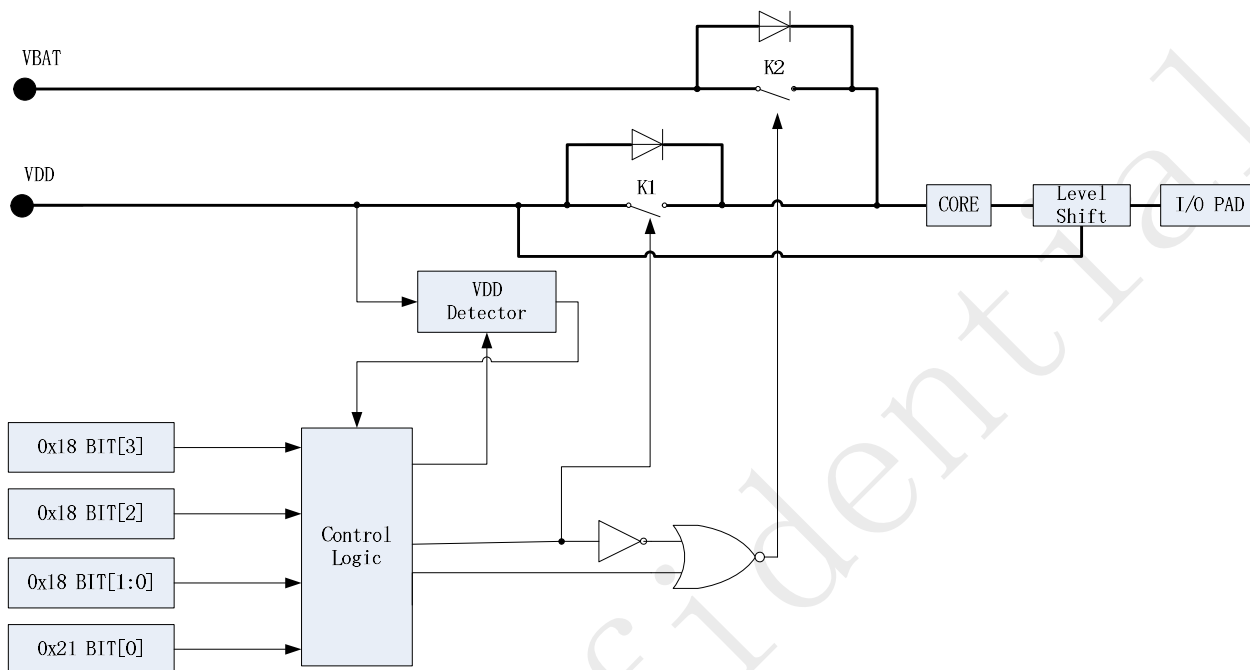 VBAT
K2
VDD
K1
CORE
Level
Shift
I/O PAD
VDD
Detector
0x18 BIT[3]
0x18 BIT[2]
0x18 BIT[1:0]
0x21 BIT[0]
Control
Logic
fidential